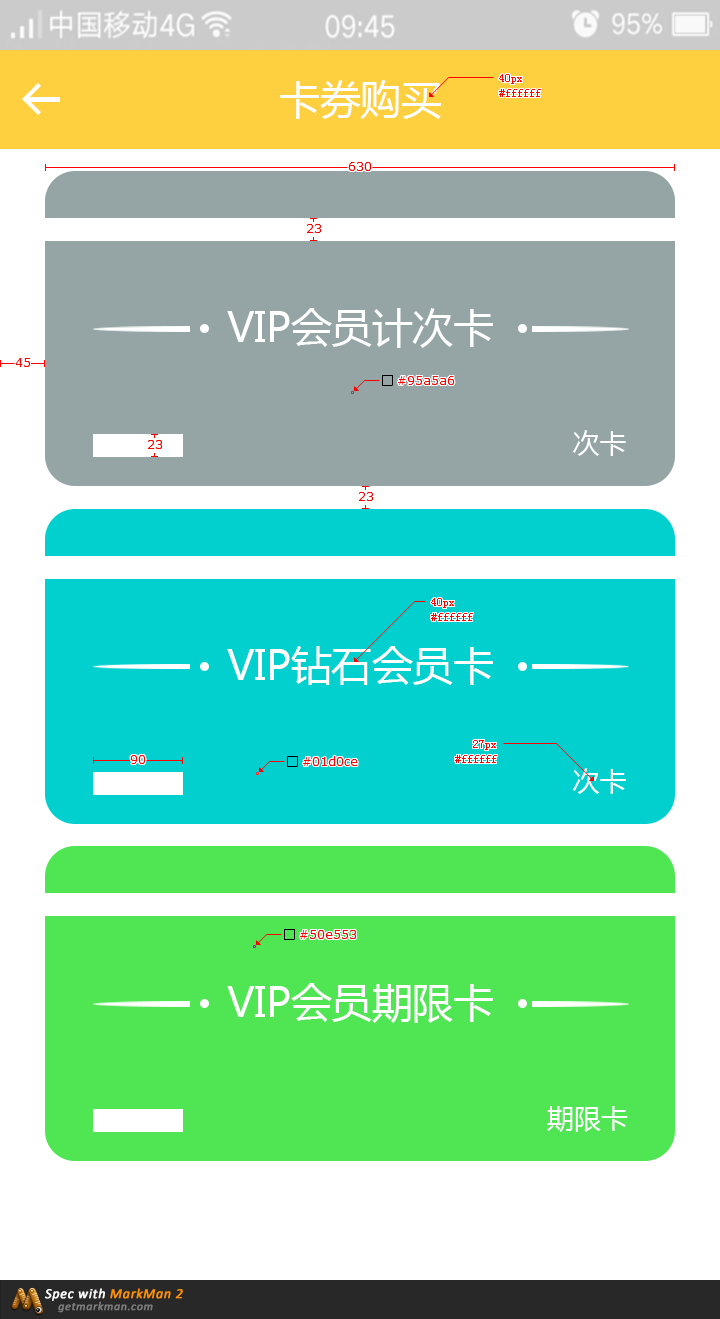 中国移动4G 09:45 95%
卡券购买
40px
#ffffff
630
23
VIP会员计次卡
45
#95a5a6
23
次卡
23
40px
#ffffff
VIP钻石会员卡
27px
#ffffff
90
#01d0ce
次卡
#50e553
VIP会员期限卡
期限卡
Spec with MarkMan 2
getmarkman.com